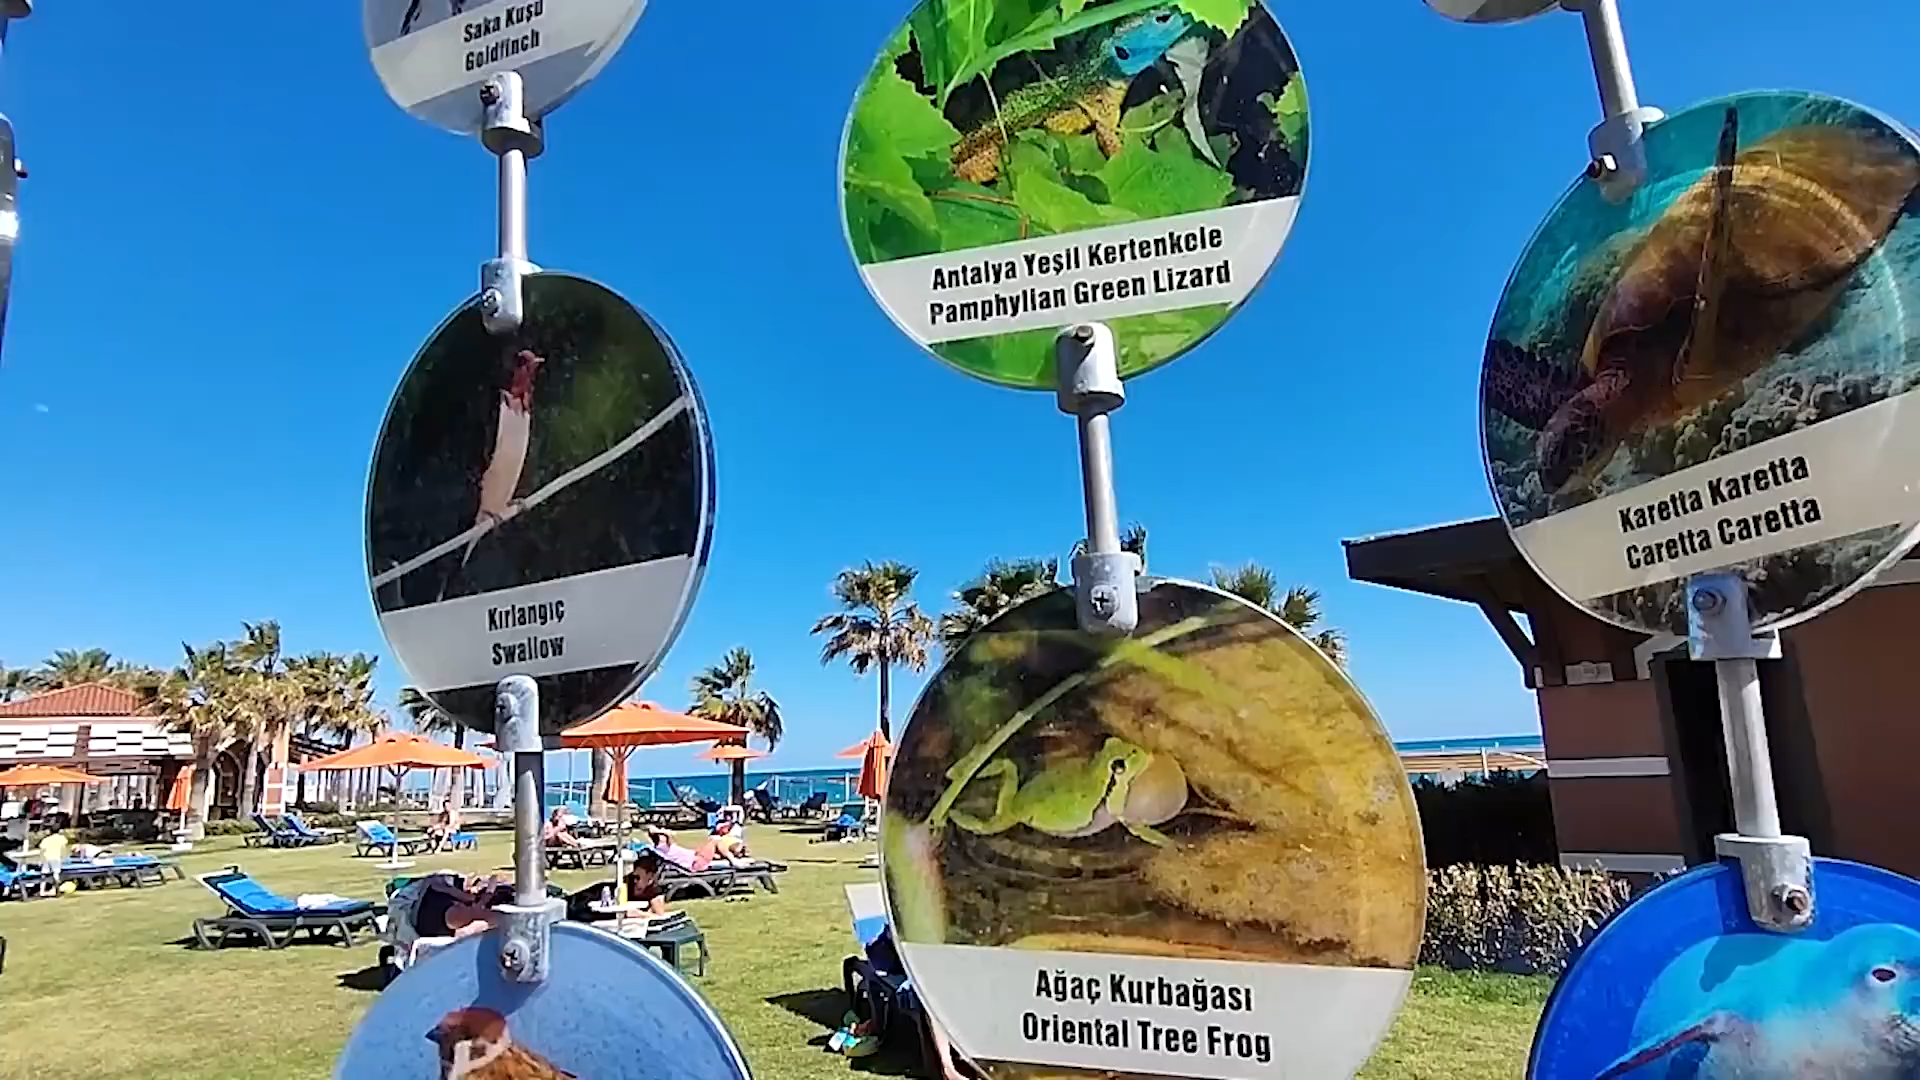 Saka Kuşu
Goldfinch
Antalya Yeşil Kertenkele
Pamphylian Green Lizard
Karetta Karetta
Caretta Caretta
Kırlangıç
Swallow
Ağaç Kurbağası
Oriental Tree Frog